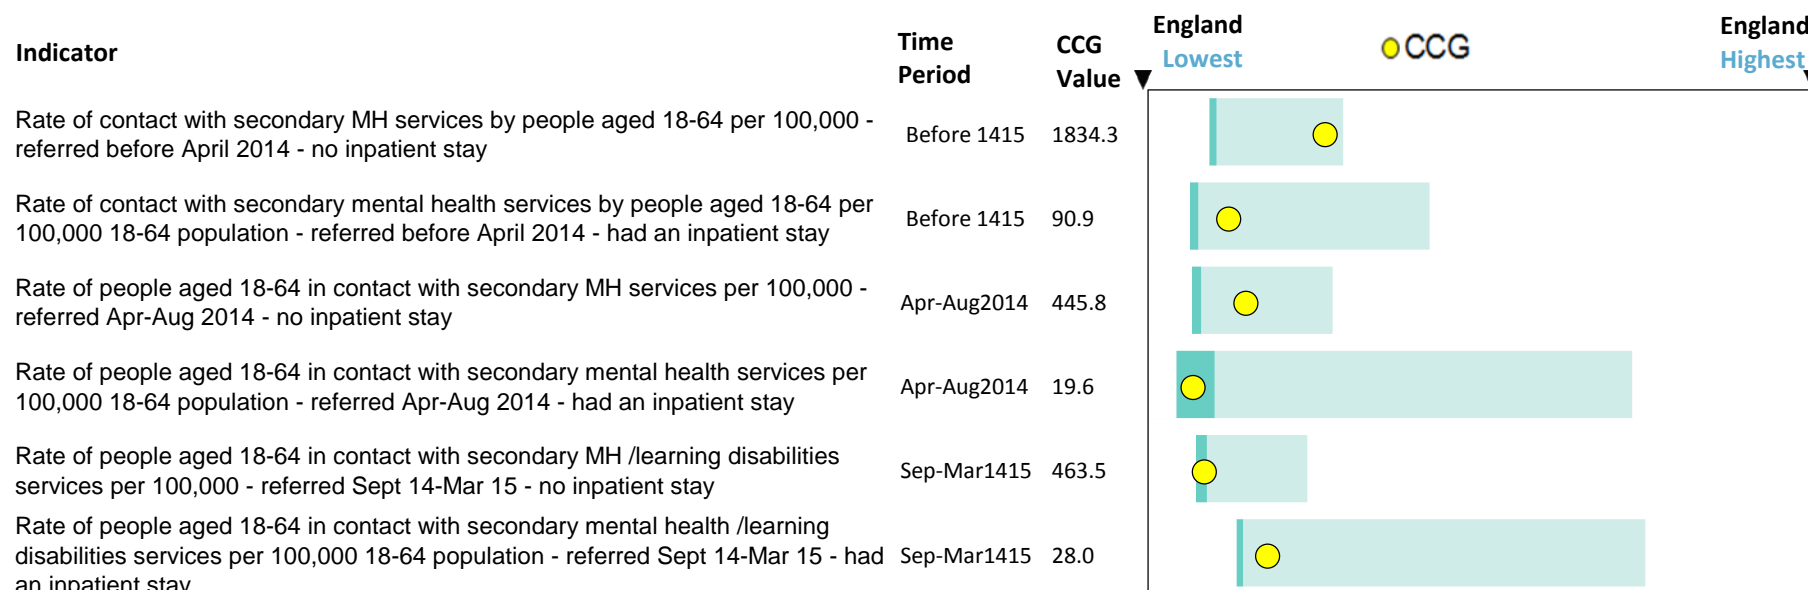 Indicator
Time
Period
CCG
Value
England
Lowest
CCG
England
Highest
Rate of contact with secondary MH services by people aged 18-64 per 100,000 -
referred before April 2014 - no inpatient stay
Before 1415
1834.3
Rate of contact with secondary mental health services by people aged 18-64 per
100,000 18-64 population - referred before April 2014 - had an inpatient stay
Before 1415
90.9
Rate of people aged 18-64 in contact with secondary MH services per 100,000 -
referred Apr-Aug 2014 - no inpatient stay
Apr-Aug2014
445.8
Rate of people aged 18-64 in contact with secondary mental health services per
100,000 18-64 population - referred Apr-Aug 2014 - had an inpatient stay
Apr-Aug2014
19.6
Rate of people aged 18-64 in contact with secondary MH /learning disabilities
services per 100,000 - referred Sept 14-Mar 15 - no inpatient stay
Sep-Mar1415
463.5
Rate of people aged 18-64 in contact with secondary mental health /learning
disabilities services per 100,000 18-64 population - referred Sept 14-Mar 15 - had
an inpatient stay
Sep-Mar1415
28.0